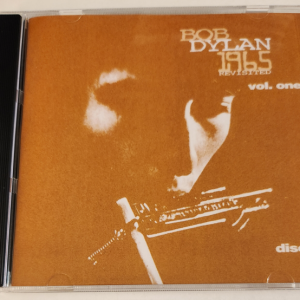 BOB
DYLAN
1965
REVISITED
vol. one
disc